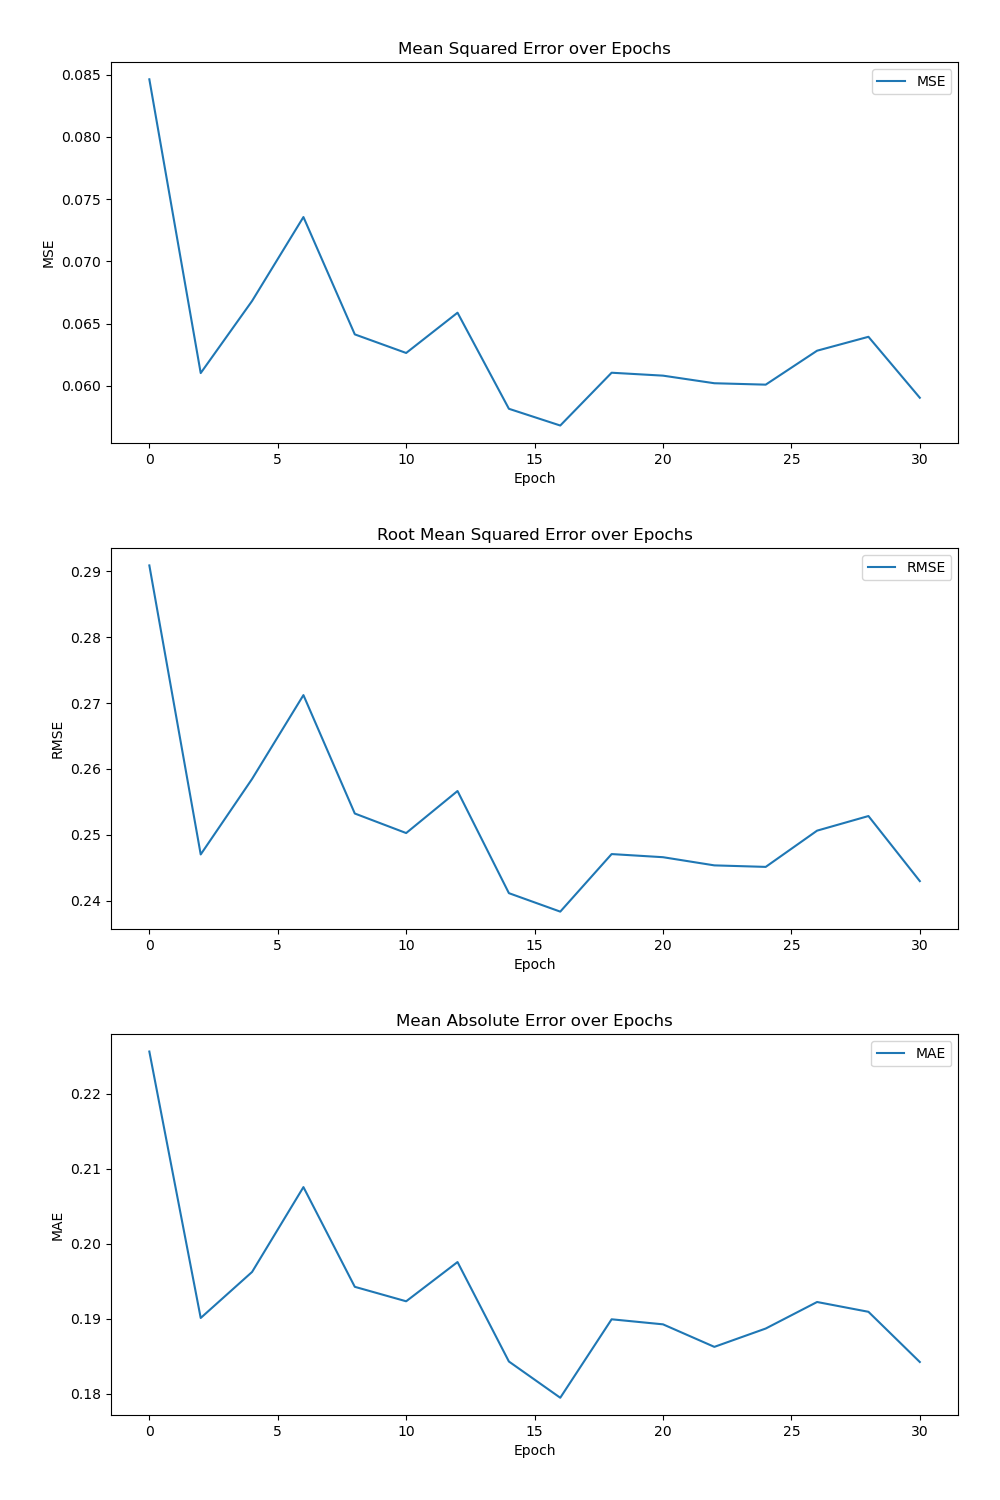 Mean Squared Error over Epochs
MSE
0.085
0.080
0.075
0.070
0.065
0.060
MSE
0 5 10 15 20 25 30
Epoch
Root Mean Squared Error over Epochs
RMSE
0.29
0.28
0.27
0.26
0.25
0.24
RMSE
0 5 10 15 20 25 30
Epoch
Mean Absolute Error over Epochs
MAE
0.22
0.21
0.20
0.19
0.18
MAE
0 5 10 15 20 25 30
Epoch